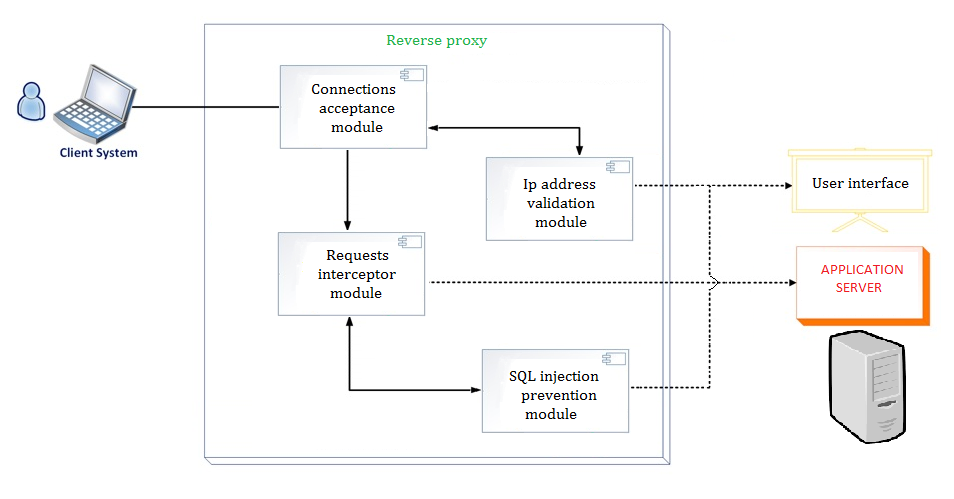 Reverse proxy
Connections
acceptance
module
Client System
Ip address
validation
module
User interface
Requests
interceptor
module
APPLICATION
SERVER
SQL injection
prevention
module